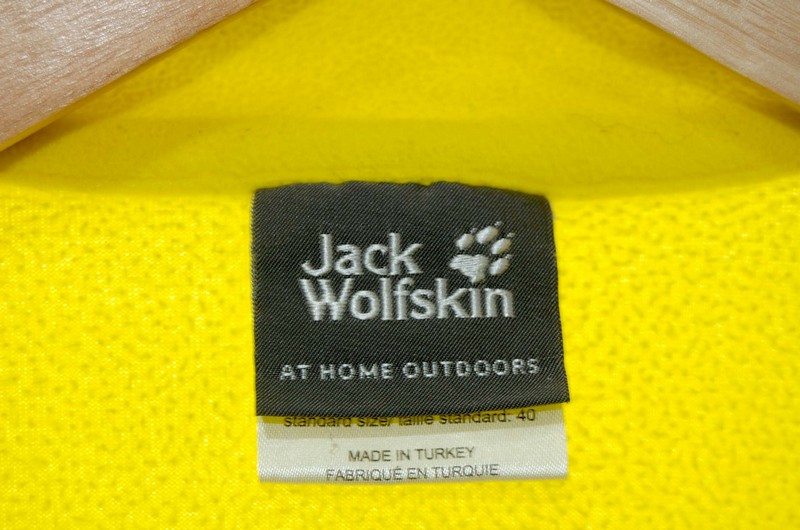 Jack
Wolfskin
AT HOME OUTDOORS
standard size/ taille standard: 40
MADE IN TURKEY
FABRIQUÉ EN TURQUIE